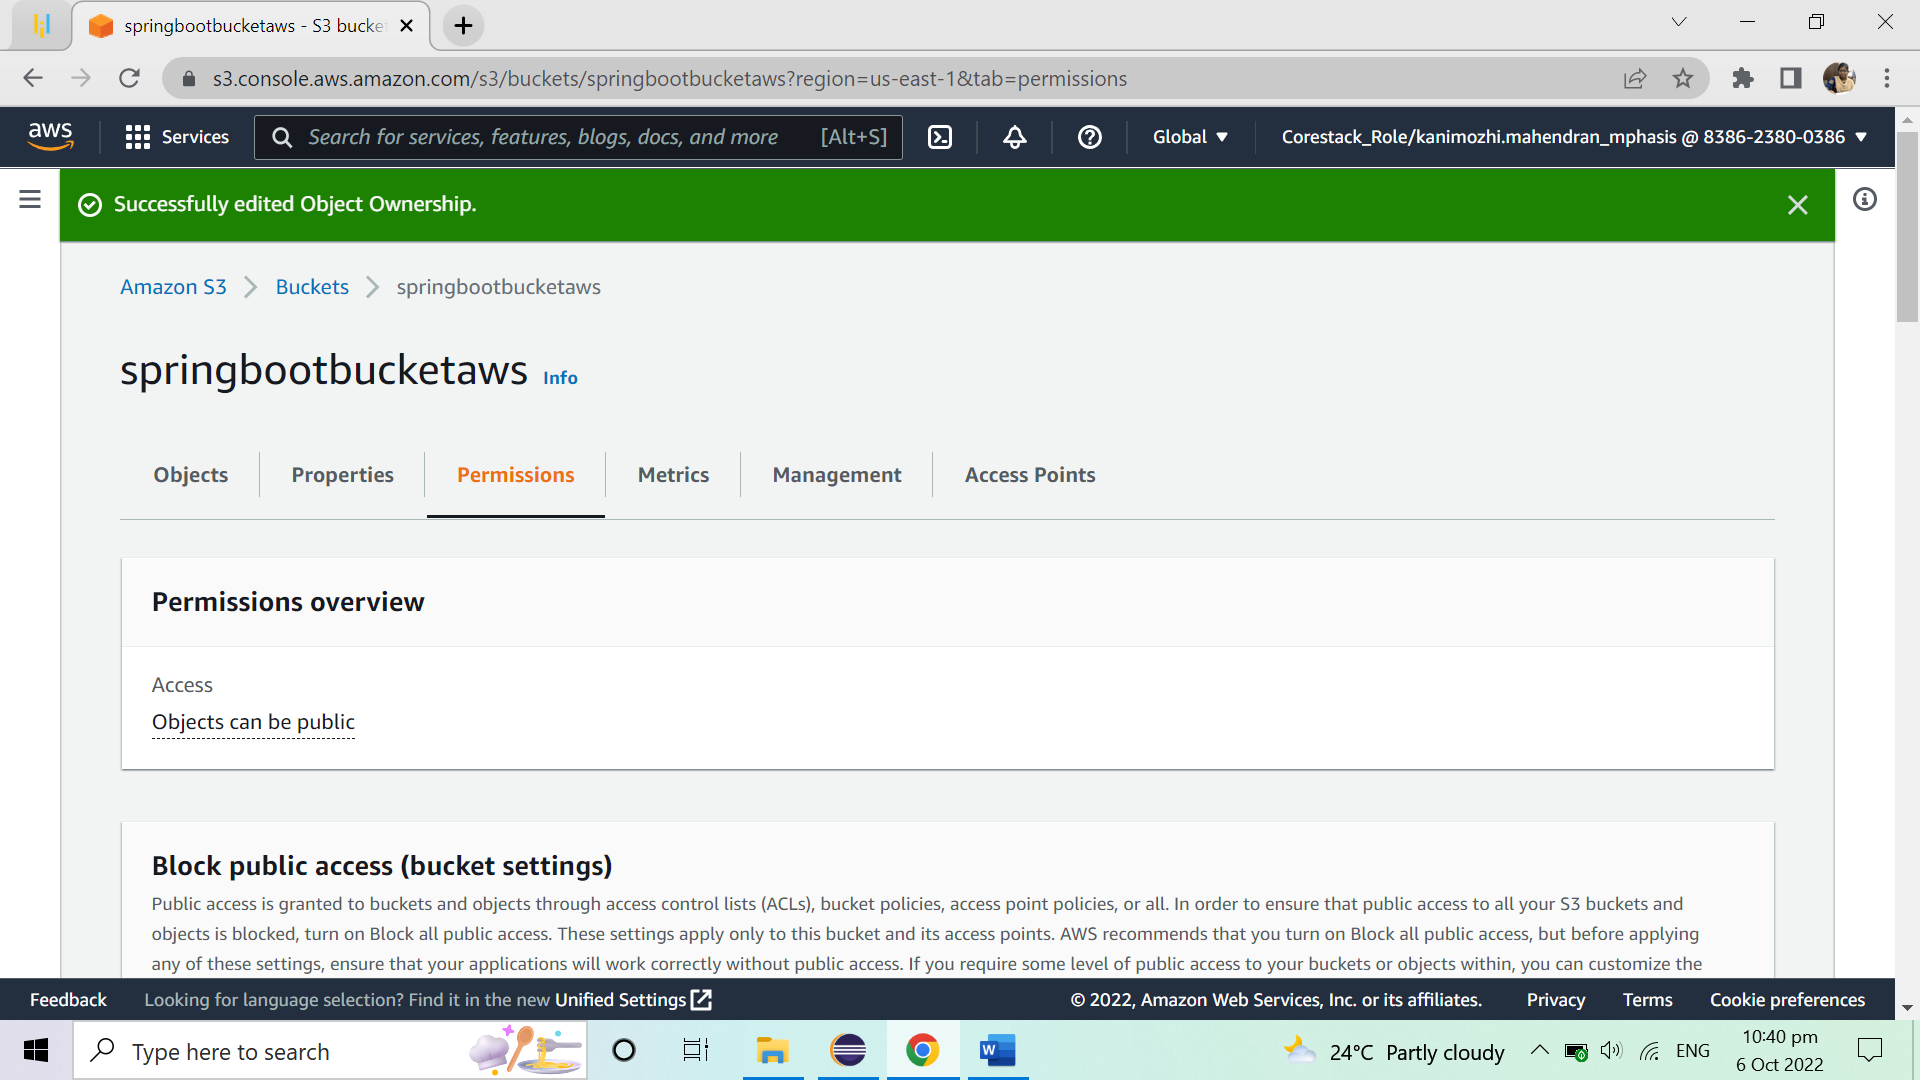 springbootbucketaws - S3 bucke
s3.console.aws.amazon.com/s3/buckets/springbootbucketaws?region=us-east-1&tab=permissions
aws
Services
Search for services, features, blogs, docs, and more [Alt+S]
Global
Corestack_Role/kanimozhi.mahendran_mphasis @ 8386-2380-0386
Successfully edited Object Ownership.
Amazon S3
Buckets
springbootbucketaws
springbootbucketaws Info
Objects
Properties
Permissions
Metrics
Management
Access Points
Permissions overview
Access
Objects can be public
Block public access (bucket settings)
Public access is granted to buckets and objects through access control lists (ACLs), bucket policies, access point policies, or all. In order to ensure that public access to all your S3 buckets and
objects is blocked, turn on Block all public access. These settings apply only to this bucket and its access points. AWS recommends that you turn on Block all public access, but before applying
any of these settings, ensure that your applications will work correctly without public access. If you require some level of public access to your buckets or objects within, you can customize the
Feedback
Looking for language selection? Find it in the new Unified Settings
© 2022, Amazon Web Services, Inc. or its affiliates.
Privacy
Terms
Cookie preferences
Type here to search
W
24°C Partly cloudy
ENG
10:40 pm
6 Oct 2022